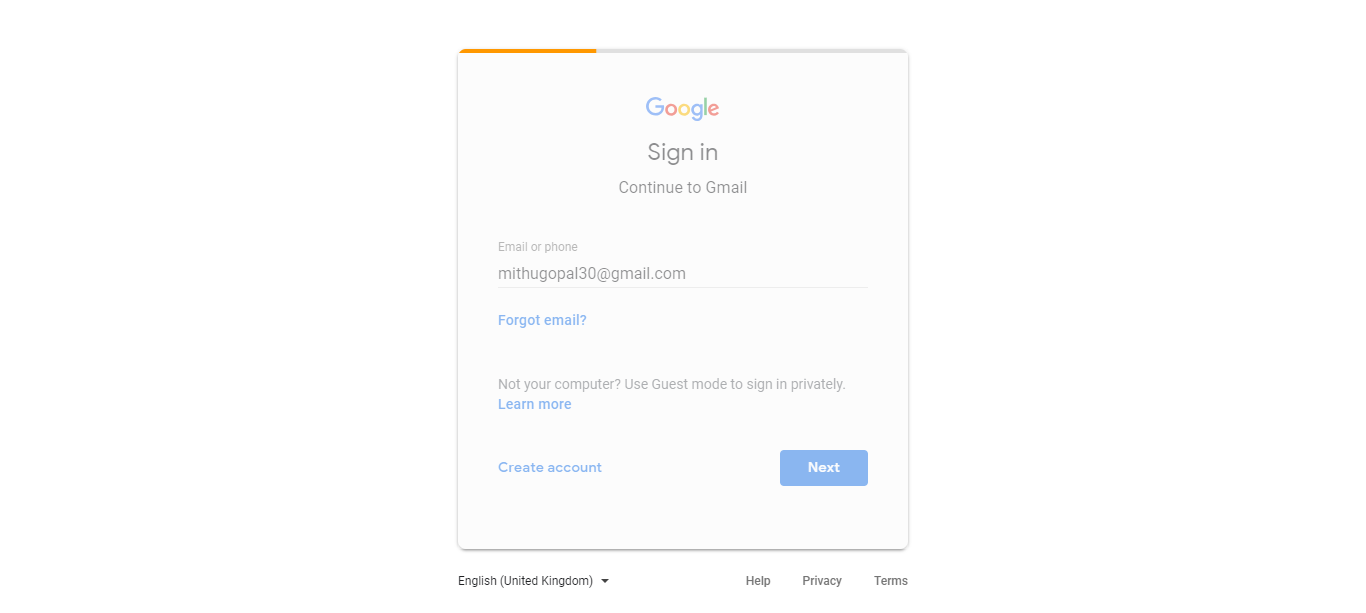 Google
Sign in
Continue to Gmail
Email or phone
mithugopal30@gmail.com
Forgot email?
Not your computer? Use Guest mode to sign in privately.
Learn more
Create account
Next
English (United Kingdom)
Help
Privacy
Terms